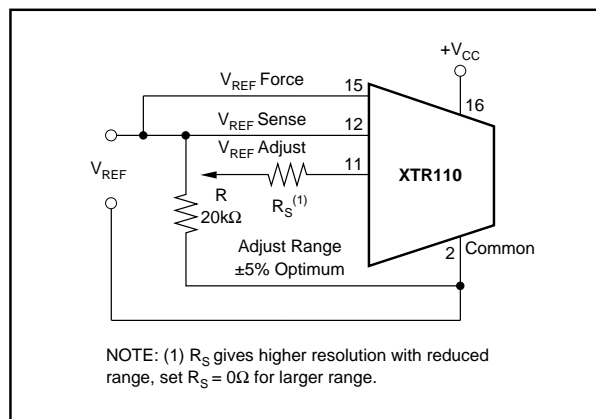 +V_CC
V_REF Force
15
16
V_REF Sense
12
V_REF Adjust
11
XTR110
V_REF
R
20kΩ
R_S(1)
Adjust Range
±5% Optimum
2
Common
NOTE: (1) R_S gives higher resolution with reduced
range, set R_S = 0Ω for larger range.